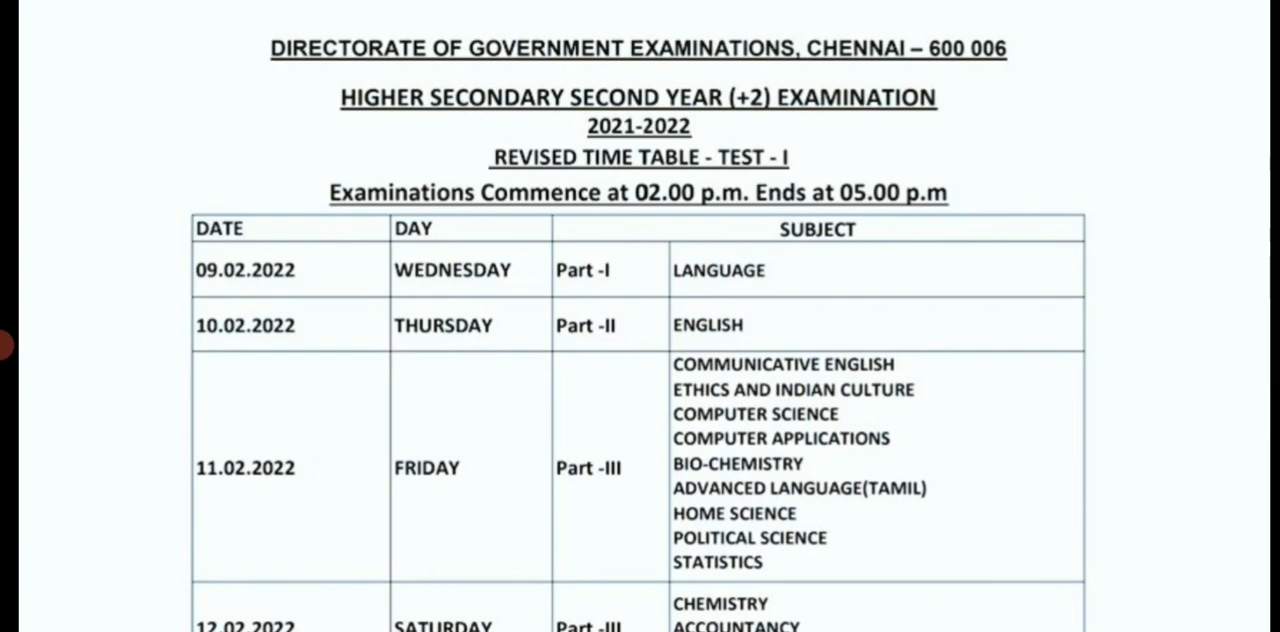 DIRECTORATE OF GOVERNMENT EXAMINATIONS, CHENNAI – 600 006
HIGHER SECONDARY SECOND YEAR (+2) EXAMINATION
2021-2022
REVISED TIME TABLE - TEST - I
Examinations Commence at 02.00 p.m. Ends at 05.00 p.m
DATE DAY SUBJECT
09.02.2022 WEDNESDAY Part -I LANGUAGE
10.02.2022 THURSDAY Part -II ENGLISH
COMMUNICATIVE ENGLISH
ETHICS AND INDIAN CULTURE
COMPUTER SCIENCE
COMPUTER APPLICATIONS
BIO-CHEMISTRY
11.02.2022 FRIDAY Part -III
ADVANCED LANGUAGE(TAMIL)
HOME SCIENCE
POLITICAL SCIENCE
STATISTICS
CHEMISTRY
12.02.2022 SATURDAY Part -III ACCOUNTANCY